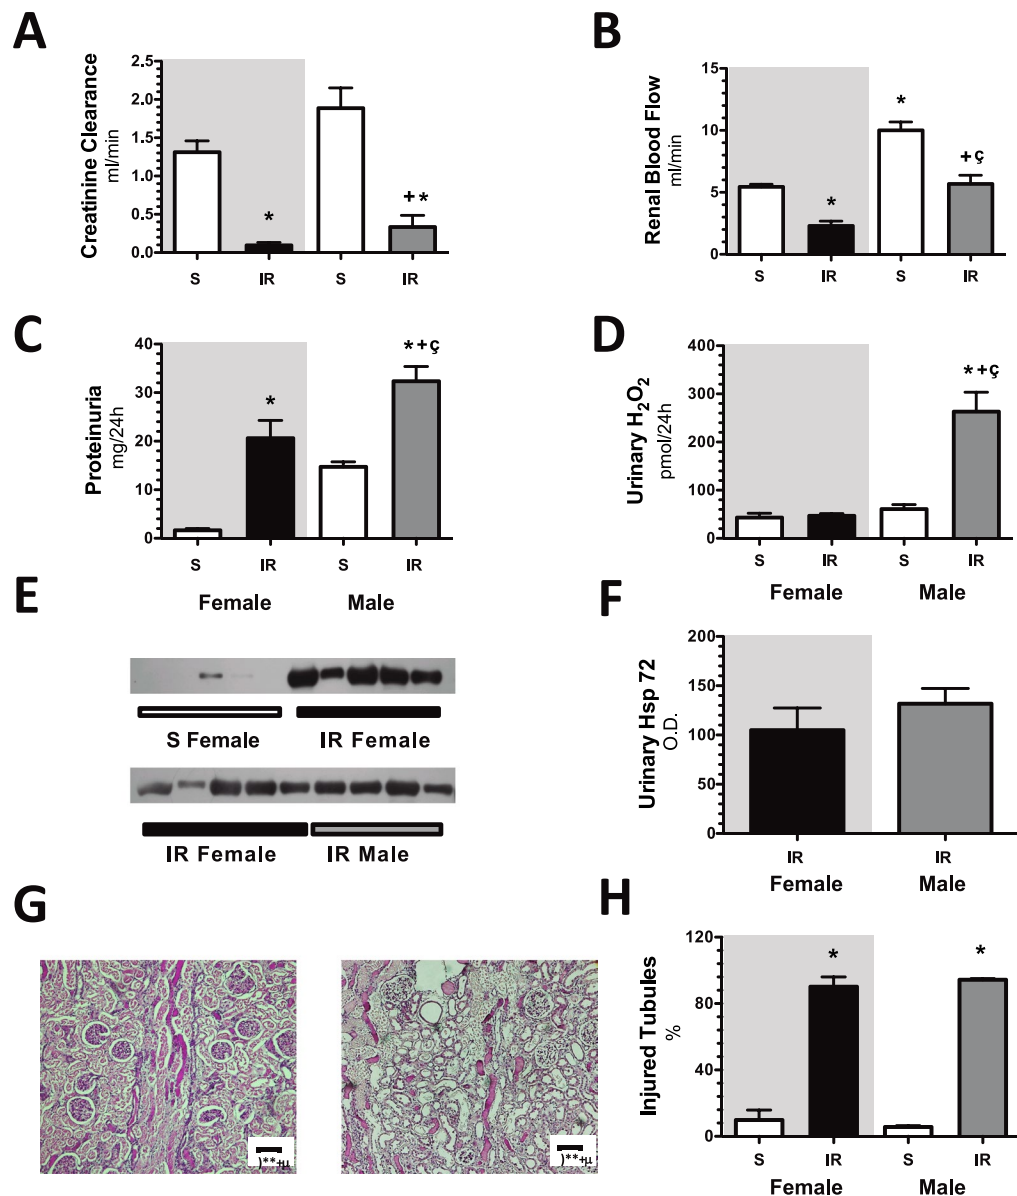 A
Creatinine Clearance
ml/min
2.5
2.0
1.5
1.0
0.5
0.0
*
+ *
S
IR
S
IR
B
Renal Blood Flow
ml/min
15
10
5
0
*
*
+ ç
S
IR
S
IR
C
Proteinuria
mg/24h
40
30
20
10
0
*
* + ç
S
IR
S
IR
Female
Male
D
Urinary H₂O₂
pmol/24h
400
300
200
100
0
* + ç
S
IR
S
IR
Female
Male
E
S Female
IR Female
IR Female
IR Male
F
Urinary Hsp 72
O.D.
200
150
100
50
0
IR
IR
Female
Male
G
)**+µ
)**+µ
H
Injured Tubules
%
120
80
40
0
*
*
S
IR
S
IR
Female
Male